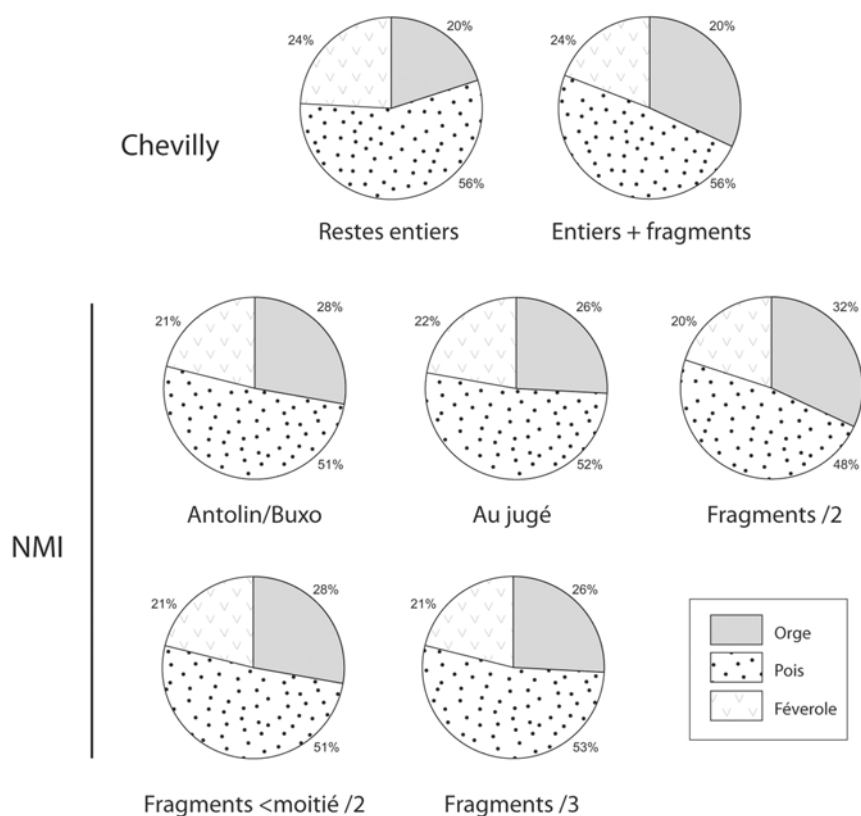 24%
20%
56%
24%
20%
56%
Chevilly
Restes entiers
Entiers + fragments
21%
28%
51%
22%
26%
52%
20%
32%
48%
Antolin/Buxo
Au jugé
Fragments /2
NMI
21%
28%
51%
21%
26%
53%
Orge
Pois
Féverole
Fragments <moitié /2
Fragments /3